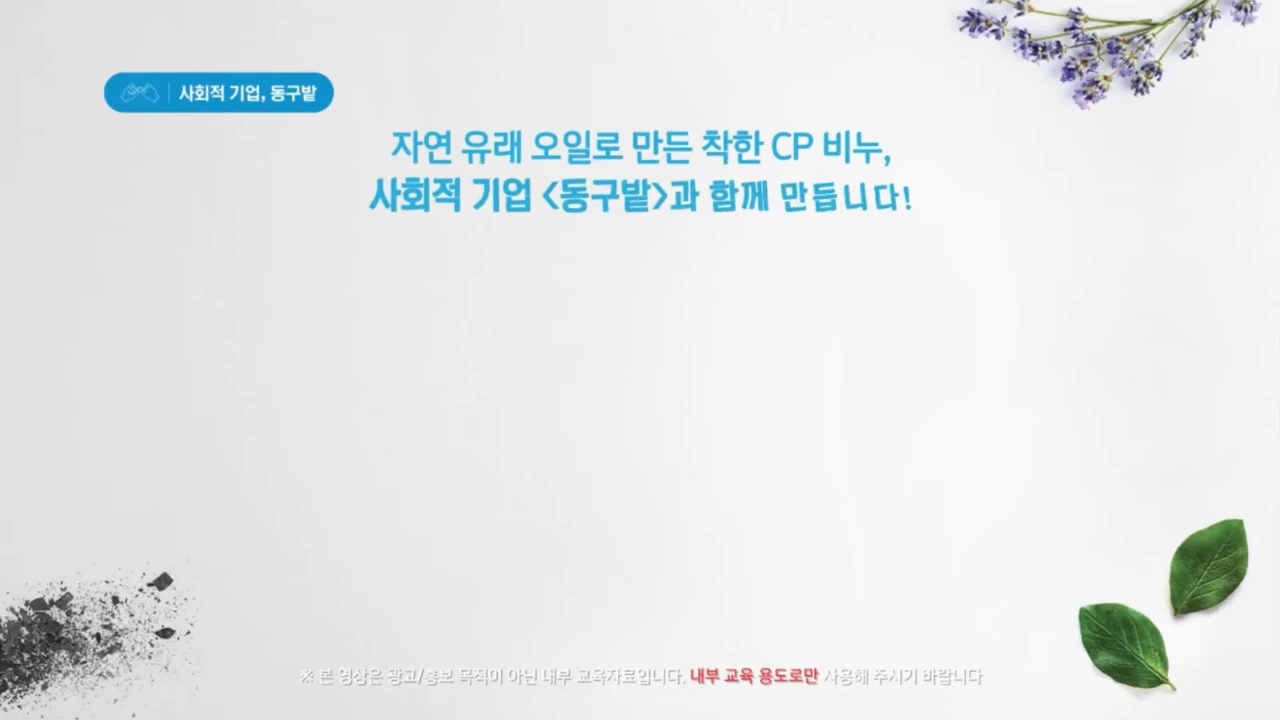 사회적 기업, 동구밭
자연 유래 오일로 만든 착한 CP 비누,
사회적 기업 <동구밭>과 함께 만듭니다!
※ 본 영상은 광고/홍보 목적이 아닌 내부 교육자료입니다. 내부 교육 용도로만 사용해 주시기 바랍니다